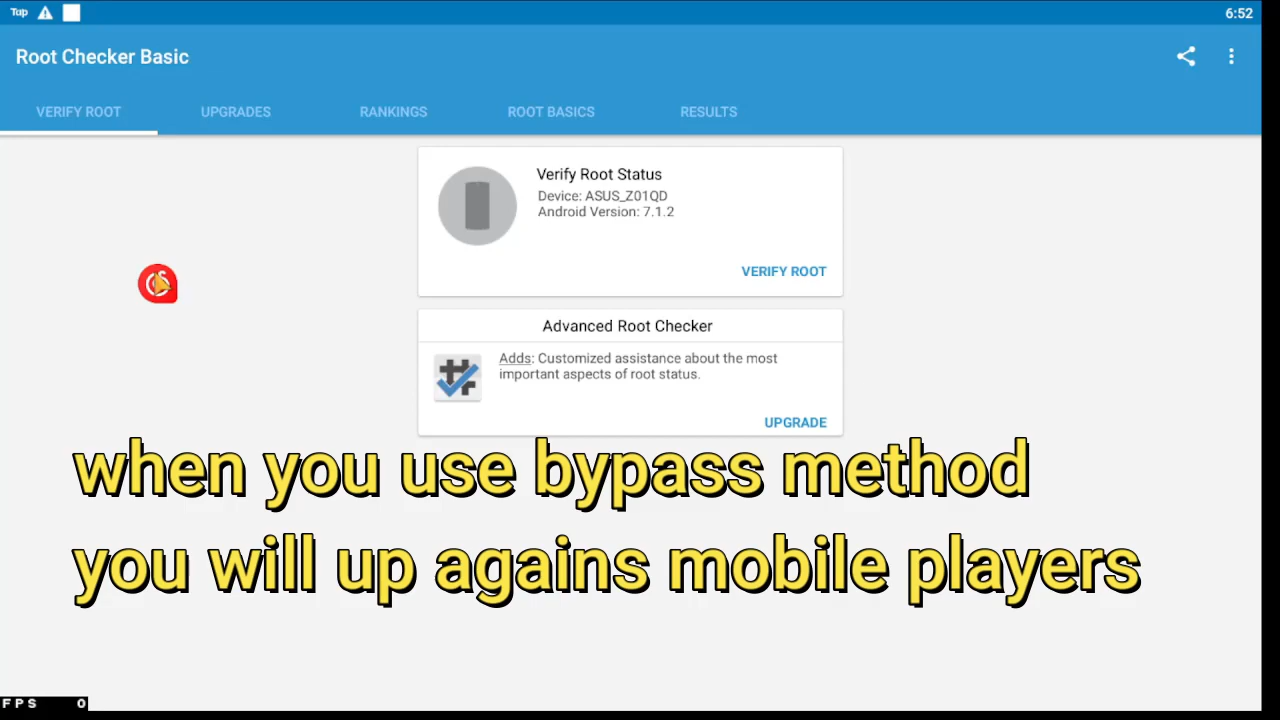 Tup
6:52
Root Checker Basic
VERIFY ROOT UPGRADES RANKINGS ROOT BASICS RESULTS
Verify Root Status
Device: ASUS_Z01QD
Android Version: 7.1.2
VERIFY ROOT
Advanced Root Checker
Adds: Customized assistance about the most
important aspects of root status.
UPGRADE
when you use bypass method
you will up agains mobile players
FPS 0